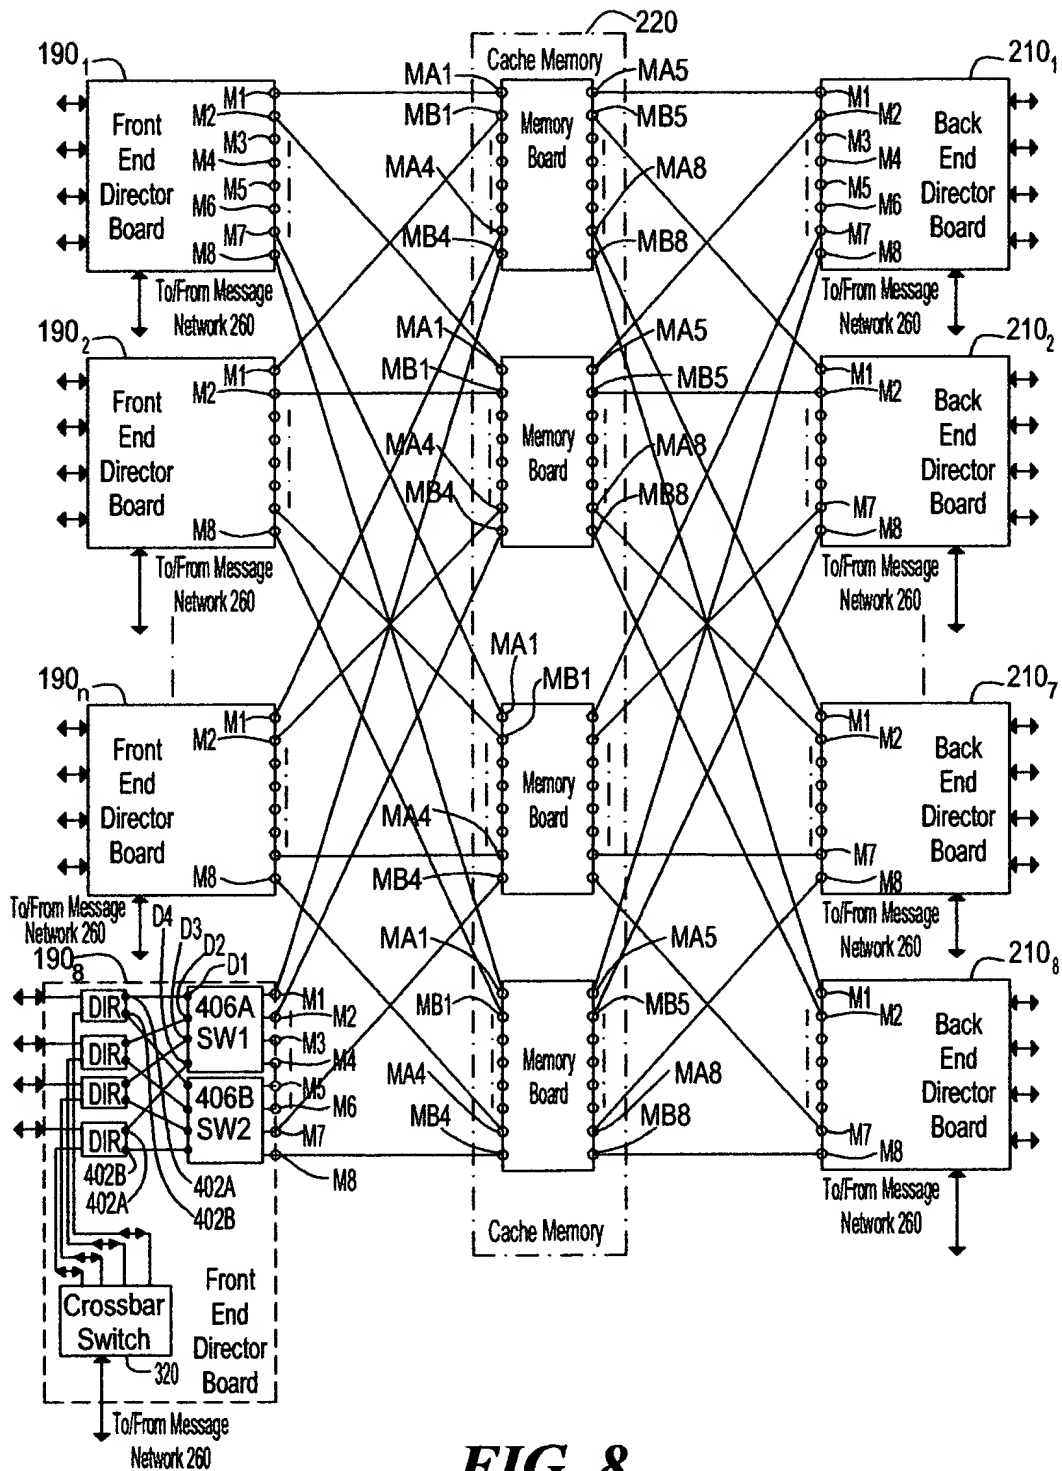 220
Cache Memory
190₁
MA1
MA5
210₁
M1
M2
M3
M4
M5
M6
M7
M8
Front
End
Director
Board
MB1
MB5
Memory
Board
MA4
MA8
MB4
MB8
M1
M2
M3
M4
M5
M6
M7
M8
Back
End
Director
Board
To/From Message
Network 260
To/From Message
Network 260
190₂
MA1
MA5
210₂
M1
M2
M8
Front
End
Director
Board
MB1
MB5
Memory
Board
MA4
MA8
MB4
MB8
M1
M2
M7
M8
Back
End
Director
Board
To/From Message
Network 260
To/From Message
Network 260
190ₙ
MA1
MB1
210₇
M1
M2
M8
Front
End
Director
Board
Memory
Board
MA4
MB4
M1
M2
M7
M8
Back
End
Director
Board
To/From Message
Network 260
To/From Message
Network 260
190₈
D4
D3
D2
D1
MA1
MA5
210₈
DIR
DIR
DIR
DIR
406A
SW1
406B
SW2
M1
M2
M3
M4
M5
M6
M7
M8
MB1
MB5
Memory
Board
MA4
MA8
MB4
MB8
M1
M2
M7
M8
Back
End
Director
Board
402B
402A
402A
402B
To/From Message
Network 260
Cache Memory
Crossbar
Switch
320
Front
End
Director
Board
To/From Message
Network 260
FIG. 8